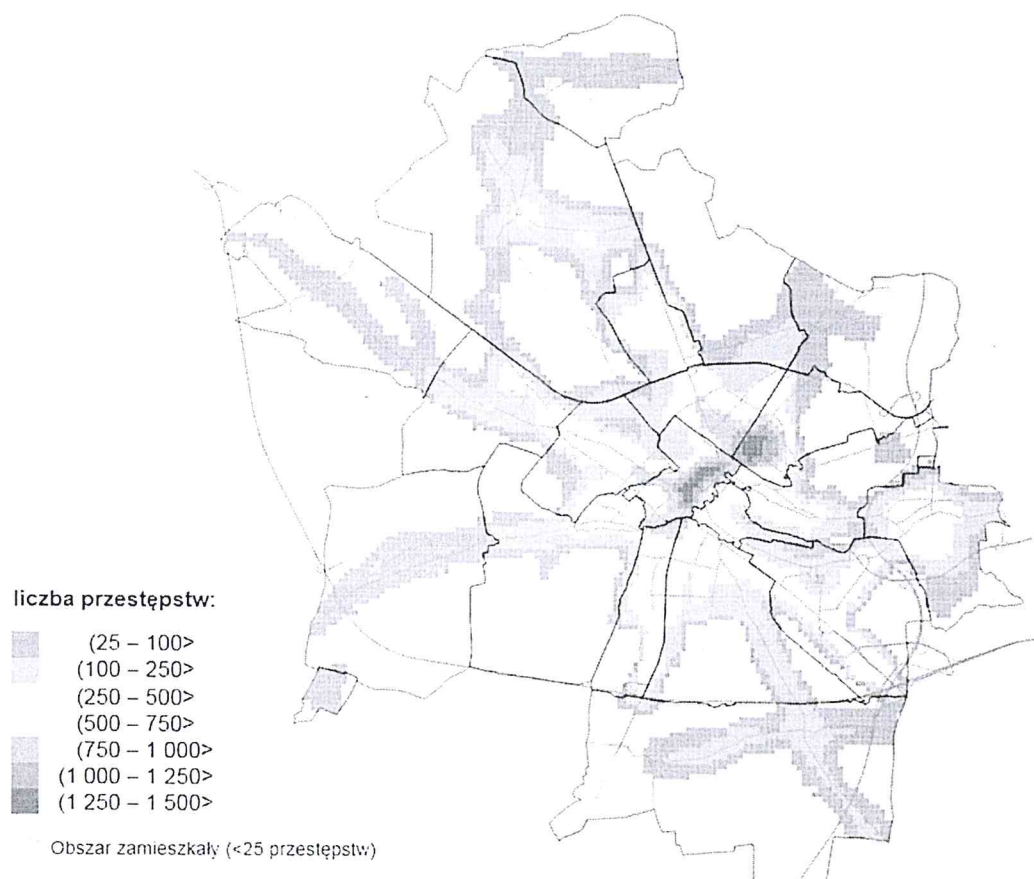 liczba przestępstw:
(25 – 100>
(100 – 250>
(250 – 500>
(500 – 750>
(750 – 1 000>
(1 000 – 1 250>
(1 250 – 1 500>
Obszar zamieszkały (<25 przestępstw)